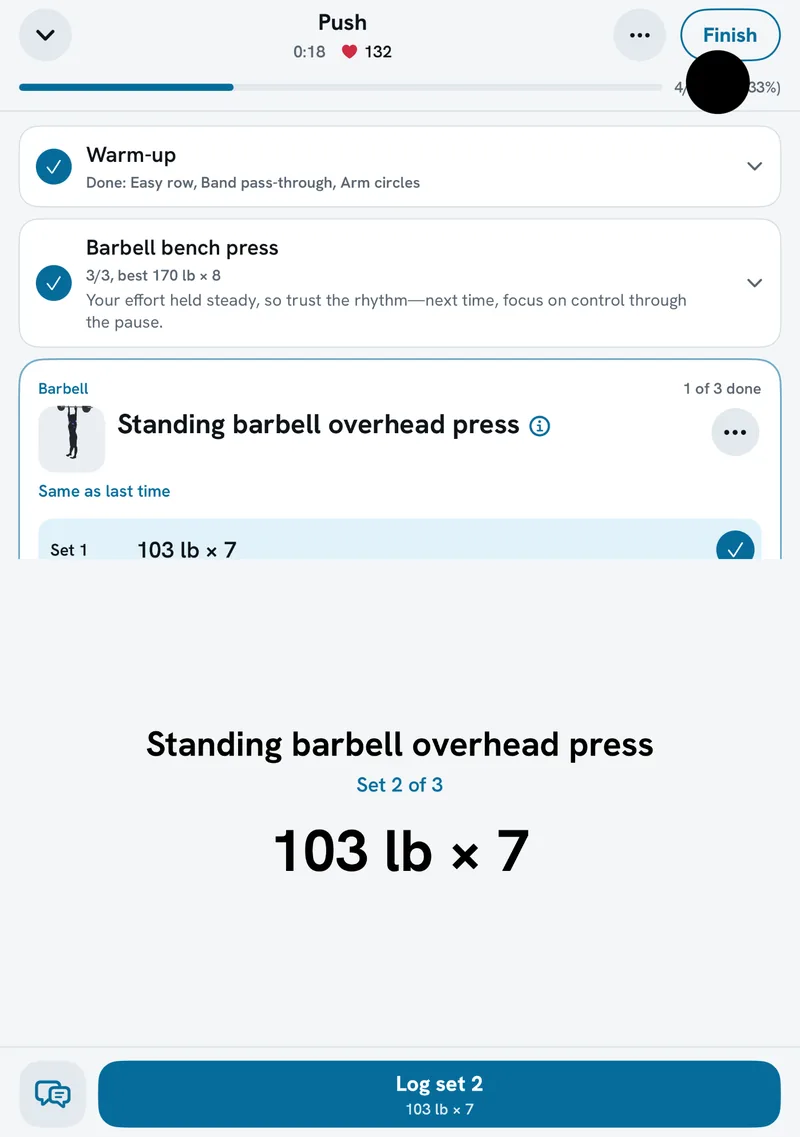 Push
Finish
0:18 132
4/ 33%)
Warm-up
Done: Easy row, Band pass-through, Arm circles
Barbell bench press
3/3, best 170 lb × 8
Your effort held steady, so trust the rhythm—next time, focus on control through
the pause.
Barbell
1 of 3 done
Standing barbell overhead press
Same as last time
Set 1 103 lb × 7
Standing barbell overhead press
Set 2 of 3
103 lb × 7
Log set 2
103 lb × 7